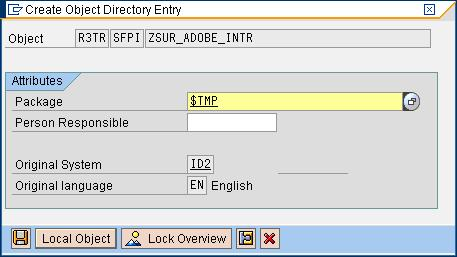 Create Object Directory Entry
Object R3TR SFPI ZSUR_ADOBE_INTR
Attributes
Package $TMP
Person Responsible
Original System ID2
Original language EN English
Local Object Lock Overview